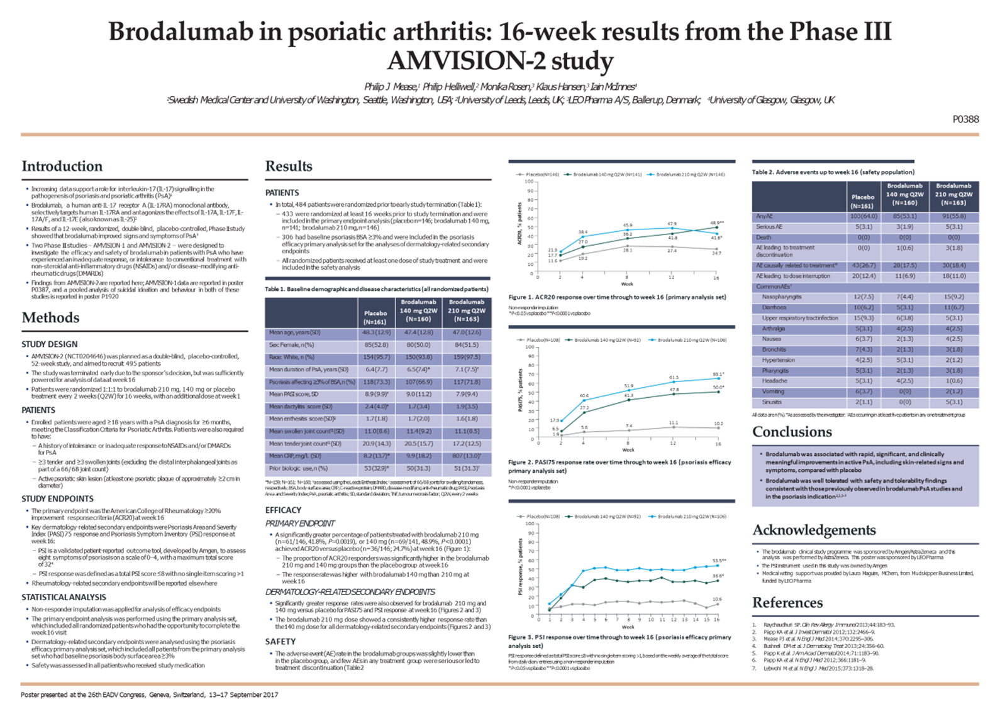 Brodalumab in psoriatic arthritis: 16-week results from the Phase III
AMVISION-2 study
Philip J Mease,¹ Philip Helliwell,² Monika Rosen,³ Klaus Hansen,³ Iain McInnes⁴
¹Swedish Medical Center and University of Washington, Seattle, Washington, USA; ²University of Leeds, Leeds, UK; ³LEO Pharma A/S, Ballerup, Denmark; ⁴University of Glasgow, Glasgow, UK
P0388
Introduction
• Increasing data support a role for interleukin-17 (IL-17) signalling in the
pathogenesis of psoriasis and psoriatic arthritis (PsA)¹
• Brodalumab, a human anti-IL-17 receptor A (IL-17RA) monoclonal antibody,
selectively targets human IL-17RA and antagonizes the effects of IL-17A, IL-17F, IL-
17A/F, and IL-17E (also known as IL-25)²
• Results of a 12-week, randomized, double-blind, placebo-controlled, Phase II study
showed that brodalumab improved signs and symptoms of PsA³
• Two Phase III studies – AMVISION-1 and AMVISION-2 – were designed to
investigate the efficacy and safety of brodalumab in patients with PsA who have
experienced an inadequate response, or intolerance to conventional treatment with
non-steroidal anti-inflammatory drugs (NSAIDs) and/or disease-modifying anti-
rheumatic drugs (DMARDs)
• Findings from AMVISION-2 are reported here; AMVISION-1 data are reported in poster
P0387, and a pooled analysis of suicidal ideation and behaviour in both of these
studies is reported in poster P1920
Methods
STUDY DESIGN
• AMVISION-2 (NCT0204646) was planned as a double-blind, placebo-controlled,
52-week study, and aimed to recruit 495 patients
• The study was terminated early due to the sponsor's decision, but was sufficiently
powered for analysis of data at week 16
• Patients were randomized 1:1:1 to brodalumab 210 mg, 140 mg or placebo
treatment every 2 weeks (Q2W) for 16 weeks, with an additional dose at week 1
PATIENTS
• Enrolled patients were aged ≥18 years with a PsA diagnosis for ≥6 months,
meeting the Classification Criteria for Psoriatic Arthritis. Patients were also required
to have:
– A history of intolerance or inadequate response to NSAIDs and/or DMARDs
for PsA
– ≥3 tender and ≥3 swollen joints (excluding the distal interphalangeal joints as
part of a 66/68 joint count)
– Active psoriatic skin lesion (at least one psoriatic plaque of approximately ≥2 cm in
diameter)
STUDY ENDPOINTS
• The primary endpoint was the American College of Rheumatology ≥20%
improvement response criteria (ACR20) at week 16
• Key dermatology-related secondary endpoints were Psoriasis Area and Severity
Index (PASI) 75 response and Psoriasis Symptom Inventory (PSI) response at
week 16:
– PSI is a validated patient-reported outcome tool, developed by Amgen, to assess
eight symptoms of psoriasis on a scale of 0–4, with a maximum total score
of 32⁴
– PSI response was defined as a total PSI score ≤8 with no single item scoring >1
• Rheumatology-related secondary endpoints will be reported elsewhere
STATISTICAL ANALYSIS
• Non-responder imputation was applied for analysis of efficacy endpoints
• The primary endpoint analysis was performed using the primary analysis set,
which included all randomized patients who had the opportunity to complete the
week 16 visit
• Dermatology-related secondary endpoints were analysed using the psoriasis
efficacy primary analysis set, which included all patients from the primary analysis
set who had baseline psoriasis body surface area ≥3%
• Safety was assessed in all patients who received study medication
Results
PATIENTS
• In total, 484 patients were randomized prior to early study termination (Table 1):
– 433 were randomized at least 16 weeks prior to study termination and were
included in the primary endpoint analysis (placebo n=146; brodalumab 140 mg,
n=141; brodalumab 210 mg, n=146)
– 306 had baseline psoriasis BSA ≥3% and were included in the psoriasis
efficacy primary analysis set for the analyses of dermatology-related secondary
endpoints
– All randomized patients received at least one dose of study treatment and were
included in the safety analysis
Table 1. Baseline demographic and disease characteristics (all randomized patients)
Placebo (N=161) Brodalumab 140 mg Q2W (N=160) Brodalumab 210 mg Q2W (N=163)
Mean age, years (SD) 48.3 (12.9) 47.4 (12.8) 47.0 (12.6)
Sex: Female, n (%) 85 (52.8) 80 (50.0) 84 (51.5)
Race: White, n (%) 154 (95.7) 150 (93.8) 159 (97.5)
Mean duration of PsA, years (SD) 6.4 (7.7) 6.5 (7.4)* 7.1 (7.5)†
Psoriasis affecting ≥3% of BSA, n (%) 118 (73.3) 107 (66.9) 117 (71.8)
Mean PASI score, SD 8.9 (9.9)† 9.0 (11.2) 7.9 (9.4)
Mean dactylitis score (SD) 2.4 (4.0)* 1.7 (3.4) 1.9 (3.5)
Mean enthesitis score (SD)§ 1.7 (1.8) 1.7 (2.0) 1.6 (1.8)
Mean swollen joint count (SD) 11.0 (8.6) 11.4 (9.2) 11.1 (8.5)
Mean tender joint count (SD) 20.9 (14.3) 20.5 (15.7) 17.2 (12.5)
Mean CRP, mg/L (SD) 8.2 (13.7)* 9.9 (18.2) 807 (13.0)†
Prior biologic use, n (%) 53 (32.9)* 50 (31.3) 51 (31.3)†
*N=159; N=161; N=160; assessed using the Leeds Enthesis Index; assessment of 66/68 joints for swelling/tenderness,
respectively. BSA, body surface area; CRP, C-reactive protein; DMARD, disease-modifying anti-rheumatic drug; PASI, Psoriasis
Area and Severity Index; PsA, psoriatic arthritis; SD, standard deviation; TNF, tumour necrosis factor; Q2W, every 2 weeks
EFFICACY
PRIMARY ENDPOINT
• A significantly greater percentage of patients treated with brodalumab 210 mg
(n=61/146, 41.8%, P=0.0019), or 140 mg (n=69/141, 48.9%, P<0.0001)
achieved ACR20 versus placebo (n=36/146; 24.7%) at week 16 (Figure 1):
– The proportion of ACR20 responders was significantly higher in the brodalumab
210 mg and 140 mg groups than the placebo group at week 16
– The response rate was higher with brodalumab 140 mg than 210 mg at
week 16
DERMATOLOGY-RELATED SECONDARY ENDPOINTS
• Significantly greater response rates were also observed for brodalumab 210 mg and
140 mg versus placebo for PASI75 and PSI response at week 16 (Figures 2 and 3)
• The brodalumab 210 mg dose showed a consistently higher response rate than
the 140 mg dose for all dermatology-related secondary endpoints (Figures 2 and 3)
SAFETY
• The adverse event (AE) rate in the brodalumab groups was slightly lower than
in the placebo group, and few AEs in any treatment group were serious or led to
treatment discontinuation (Table 2
Placebo (N=146) Brodalumab 140 mg Q2W (N=141) Brodalumab 210 mg Q2W (N=146)
ACR20, % patients
100
90
80
70
60
50
40
30
20
10
0
21.9 38.4 45.9 47.9 48.9**
17.7 27.0 36.2 41.8 41.8*
11.6 19.2 28.1 27.4 24.7
0 2 4 8 12 16
Week
Figure 1. ACR20 response over time through to week 16 (primary analysis set)
Non-responder imputation
*P<0.05 vs placebo **P<0.0001 vs placebo
Placebo (N=108) Brodalumab 140 mg Q2W (N=92) Brodalumab 210 mg Q2W (N=106)
PASI75, % patients
100
90
80
70
60
50
40
30
20
10
0
17.9 40.6 51.9 61.3 65.1*
6.5 27.2 41.3 47.8 50.0*
1.9 5.6 7.4 11.1 10.2
0 2 4 8 12 16
Week
Figure 2. PASI75 response rate over time through to week 16 (psoriasis efficacy
primary analysis set)
Non-responder imputation
*P<0.0001 vs placebo
Placebo (N=108) Brodalumab 140 mg Q2W (N=92) Brodalumab 210 mg Q2W (N=106)
PSI response, % patients
100
90
80
70
60
50
40
30
20
10
0
53.5**
36.6*
10.6
0 1 2 3 4 5 6 7 8 9 10 11 12 13 14 15 16
Week
Figure 3. PSI response over time through to week 16 (psoriasis efficacy primary
analysis set)
PSI response defined as total PSI score ≤8 with no single item scoring >1, based on the weekly average of the total score
from daily diary entries using a non-responder imputation
*P<0.05 vs placebo **P<0.0001 vs placebo
Table 2. Adverse events up to week 16 (safety population)
Placebo (N=161) Brodalumab 140 mg Q2W (N=160) Brodalumab 210 mg Q2W (N=163)
Any AE 103 (64.0) 85 (53.1) 91 (55.8)
Serious AE 5 (3.1) 3 (1.9) 5 (3.1)
Death 0 (0) 0 (0) 0 (0)
AE leading to treatment
discontinuation 0 (0) 1 (0.6) 3 (1.8)
AE causally related to treatment* 43 (26.7) 28 (17.5) 30 (18.4)
AE leading to dose interruption 20 (12.4) 11 (6.9) 18 (11.0)
Common AEs†
Nasopharyngitis 12 (7.5) 7 (4.4) 15 (9.2)
Diarrhoea 10 (6.2) 5 (3.1) 11 (6.7)
Upper respiratory tract infection 15 (9.3) 6 (3.8) 5 (3.1)
Arthralgia 5 (3.1) 4 (2.5) 4 (2.5)
Nausea 6 (3.7) 2 (1.3) 4 (2.5)
Bronchitis 7 (4.3) 2 (1.3) 3 (1.8)
Hypertension 4 (2.5) 5 (3.1) 2 (1.2)
Pharyngitis 5 (3.1) 2 (1.3) 3 (1.8)
Headache 5 (3.1) 4 (2.5) 1 (0.6)
Vomiting 6 (3.7) 0 (0) 2 (1.2)
Sinusitis 2 (1.1) 0 (0) 5 (3.1)
All data are n (%). *As assessed by the investigator; †AEs occurring in at least five patients in any one treatment group
Conclusions
• Brodalumab was associated with rapid, significant, and clinically
meaningful improvements in active PsA, including skin-related signs and
symptoms, compared with placebo
• Brodalumab was well tolerated with safety and tolerability findings
consistent with those previously observed in brodalumab PsA studies and
in the psoriasis indication²,³,⁵⁻⁷
Acknowledgements
• The brodalumab clinical study programme was sponsored by Amgen/AstraZeneca and this
analysis was performed by AstraZeneca. This poster was sponsored by LEO Pharma
• The PSI instrument used in this study was owned by Amgen
• Medical writing support was provided by Laura Maguire, MChem, from Mudskipper Business Limited,
funded by LEO Pharma
References
1. Raychaudhuri SP. Clin Rev Allergy Immunol 2013;44:183–93.
2. Papp KA et al. J Invest Dermatol 2012;132:2466–9.
3. Mease PJ et al. N Engl J Med 2014;370:2295–306.
4. Bushnell DM et al. J Dermatolog Treat 2013;24:356–60.
5. Papp K et al. J Am Acad Dermatol 2014;71:1183–90.
6. Papp KA et al. N Engl J Med 2012;366:1181–9.
7. Lebwohl M et al. N Engl J Med 2015;373:1318–28.
Poster presented at the 26th EADV Congress, Geneva, Switzerland, 13–17 September 2017